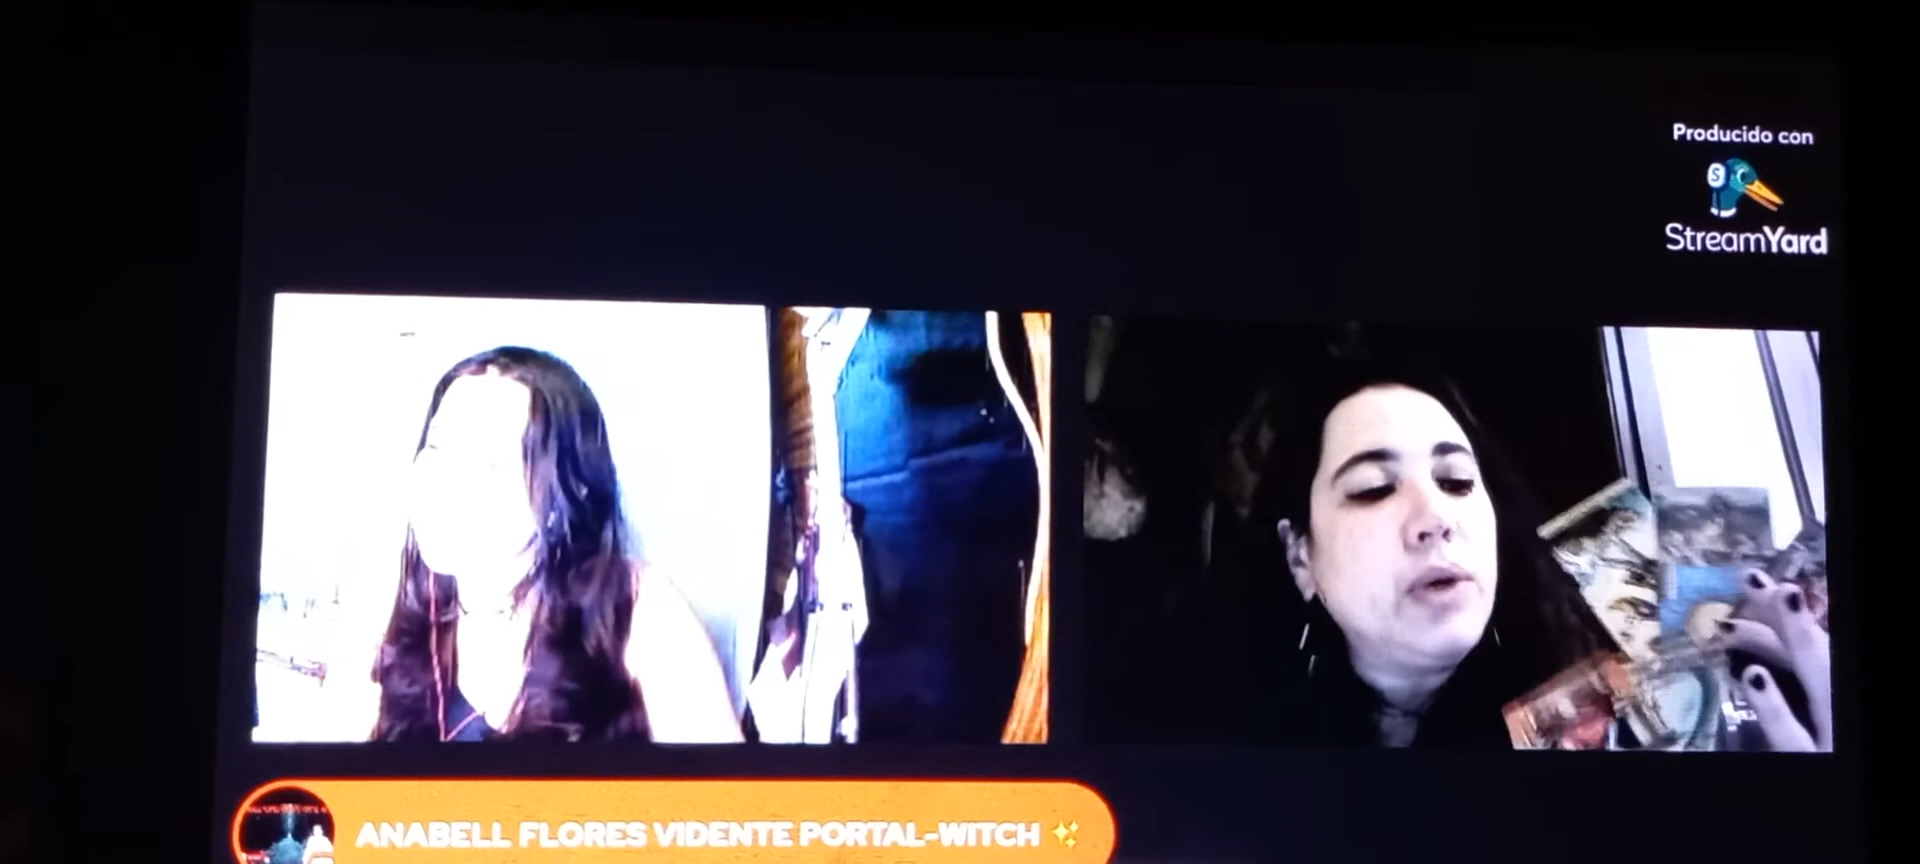 Producido con
S
StreamYard
ANABELL FLORES VIDENTE PORTAL-WITCH